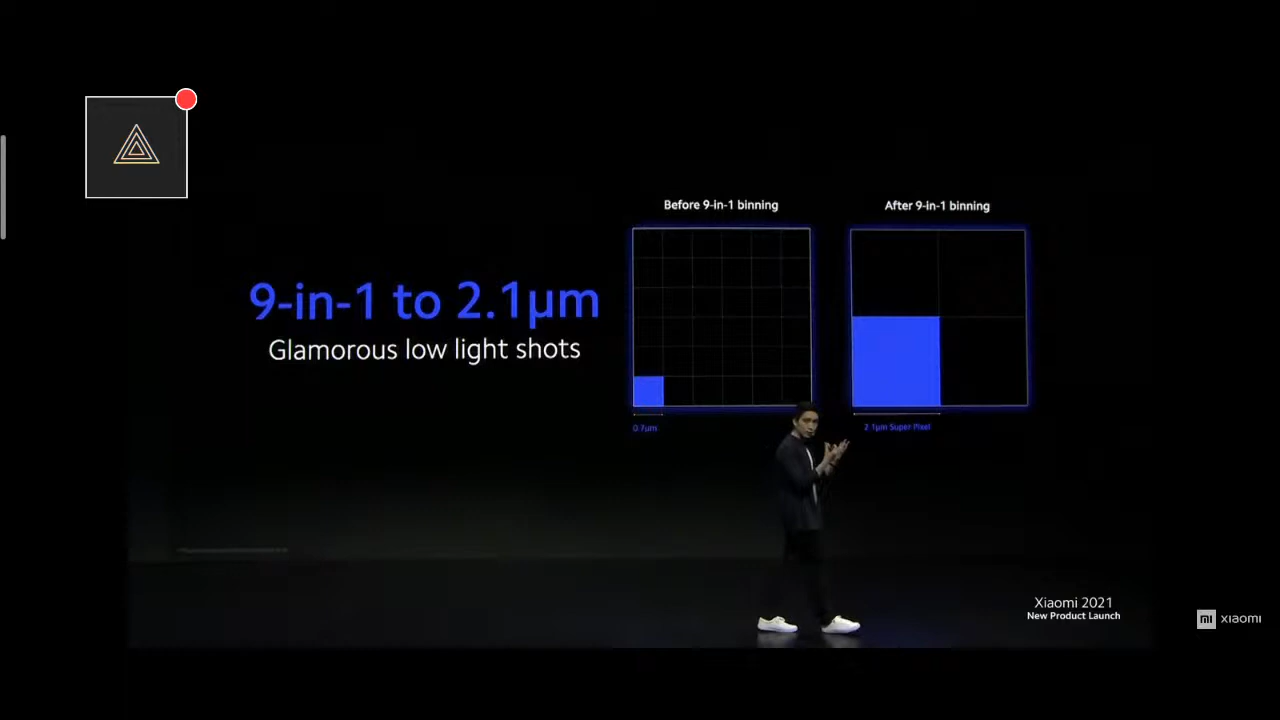 Before 9-in-1 binning
After 9-in-1 binning
9-in-1 to 2.1μm
Glamorous low light shots
0.7μm
2.1μm Super Pixel
Xiaomi 2021
New Product Launch
mi xiaomi